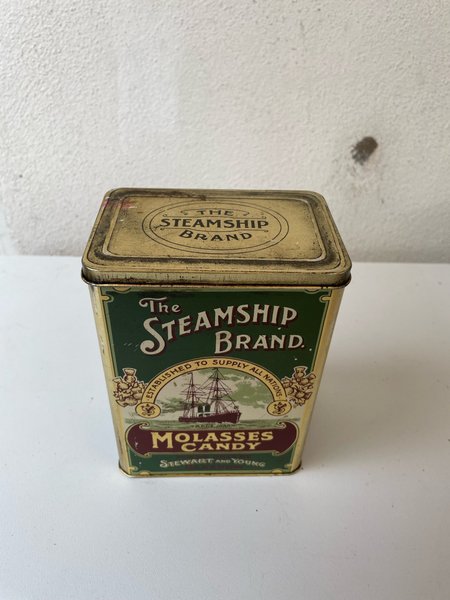 THE
STEAMSHIP
BRAND
The
STEAMSHIP
BRAND.
ESTABLISHED TO SUPPLY ALL NATIONS
MOLASSES
CANDY
STEWART AND YOUNG